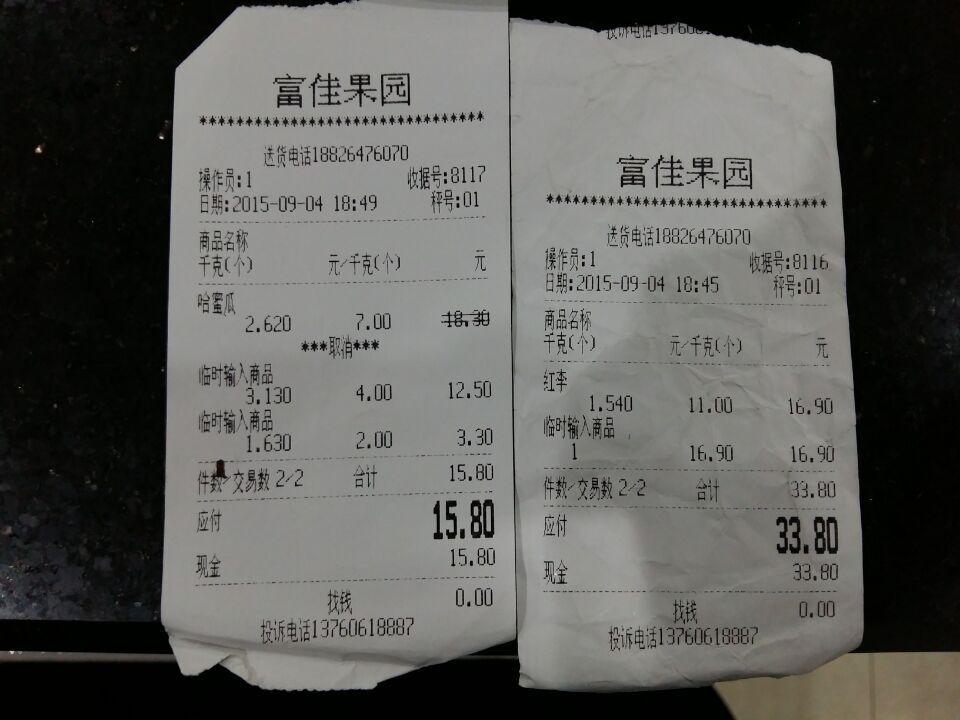 富佳果园
******************************
送货电话18826476070
操作员:1 收据号:8117
日期:2015-09-04 18:49 秤号:01
商品名称
千克(个) 元/千克(个) 元
哈蜜瓜
2.620 7.00 18.30
***取消***
临时输入商品
3.130 4.00 12.50
临时输入商品
1.630 2.00 3.30
件数/交易数 2/2 合计 15.80
应付 15.80
现金 15.80
找钱 0.00
投诉电话13760618887
富佳果园
******************************
送货电话18826476070
操作员:1 收据号:8116
日期:2015-09-04 18:45 秤号:01
商品名称
千克(个) 元/千克(个) 元
红李
1.540 11.00 16.90
临时输入商品
1 16.90 16.90
件数/交易数 2/2 合计 33.80
应付 33.80
现金 33.80
找钱 0.00
投诉电话13760618887